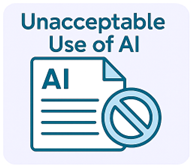 Unacceptable
Use of AI
AI